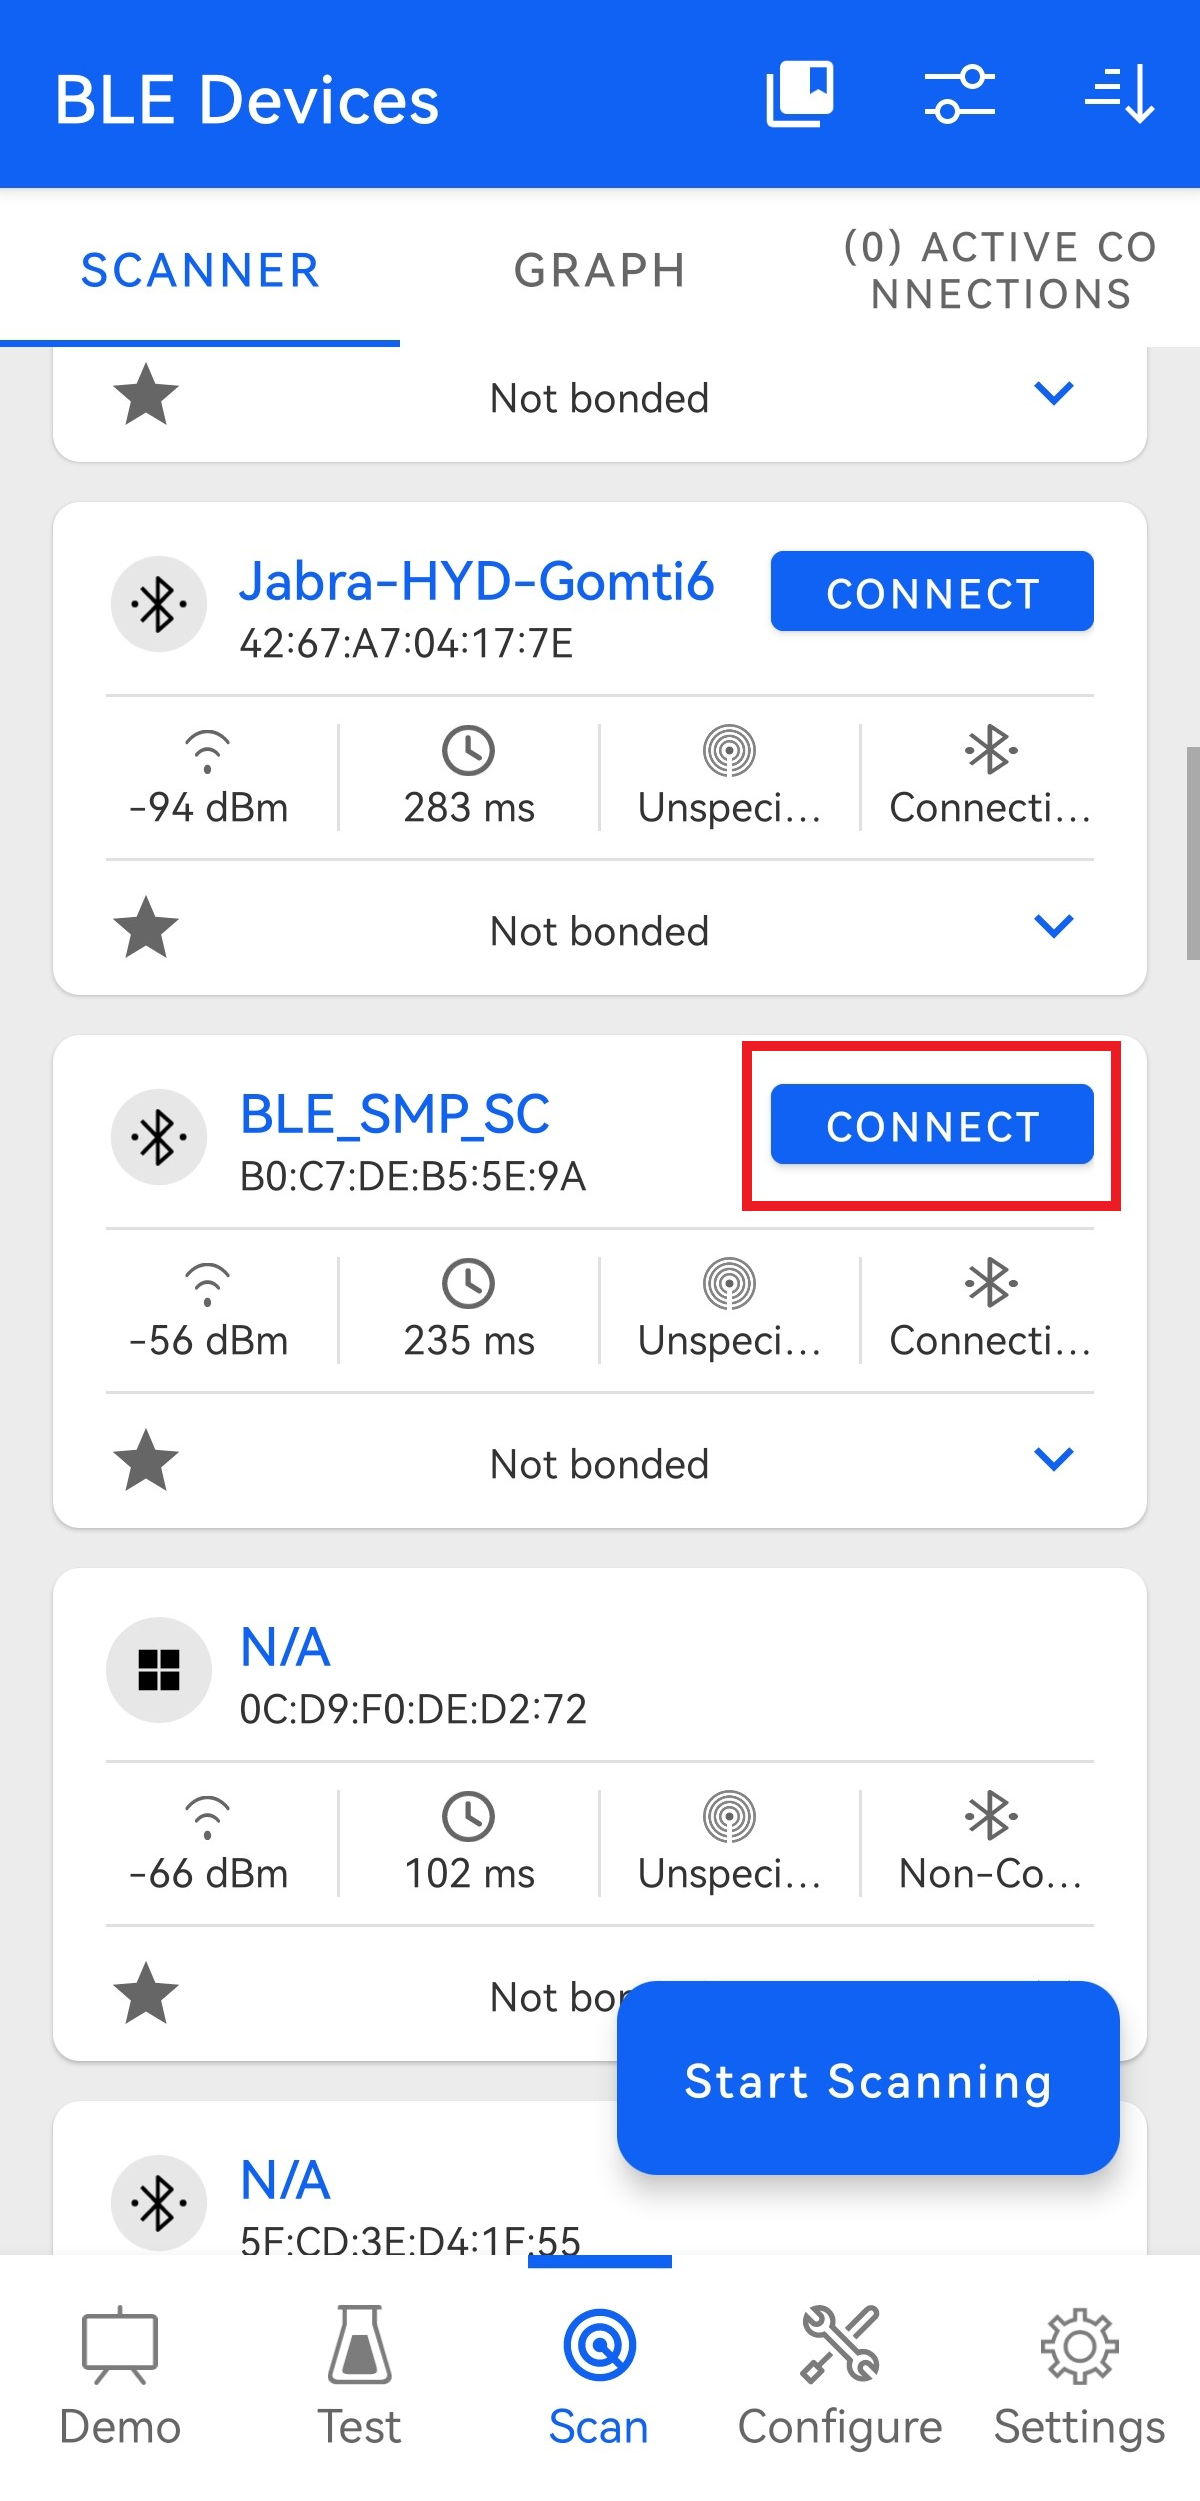 BLE Devices
SCANNER
GRAPH
(0) ACTIVE CO
NNECTIONS
Not bonded
Jabra-HYD-Gomti6
CONNECT
42:67:A7:04:17:7E
-94 dBm
283 ms
Unspeci...
Connecti...
Not bonded
BLE_SMP_SC
CONNECT
B0:C7:DE:B5:5E:9A
-56 dBm
235 ms
Unspeci...
Connecti...
Not bonded
N/A
0C:D9:F0:DE:D2:72
-66 dBm
102 ms
Unspeci...
Non-Co...
Not bon
Start Scanning
N/A
5F:CD:3E:D4:1F:55
Demo
Test
Scan
Configure
Settings